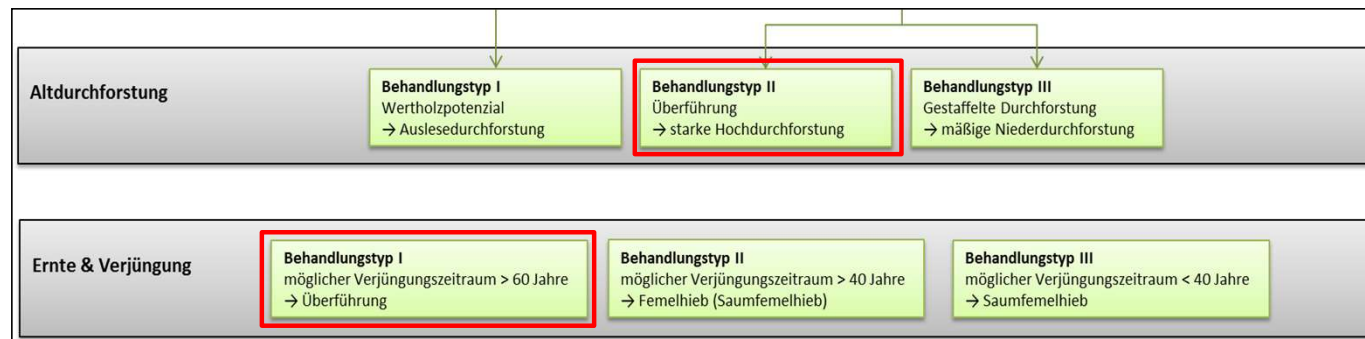 Altdurchforstung
Behandlungstyp I
Wertholzpotenzial
→ Auslesedurchforstung
Behandlungstyp II
Überführung
→ starke Hochdurchforstung
Behandlungstyp III
Gestaffelte Durchforstung
→ mäßige Niederdurchforstung
Ernte & Verjüngung
Behandlungstyp I
möglicher Verjüngungszeitraum > 60 Jahre
→ Überführung
Behandlungstyp II
möglicher Verjüngungszeitraum > 40 Jahre
→ Femelhieb (Saumfemelhieb)
Behandlungstyp III
möglicher Verjüngungszeitraum < 40 Jahre
→ Saumfemelhieb